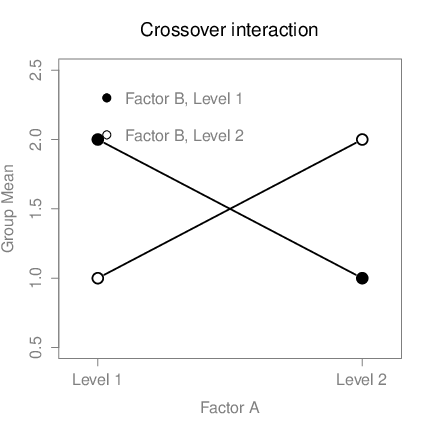 Crossover interaction
2.5
Factor B, Level 1
Factor B, Level 2
2.0
Group Mean
1.5
1.0
0.5
Level 1
Level 2
Factor A